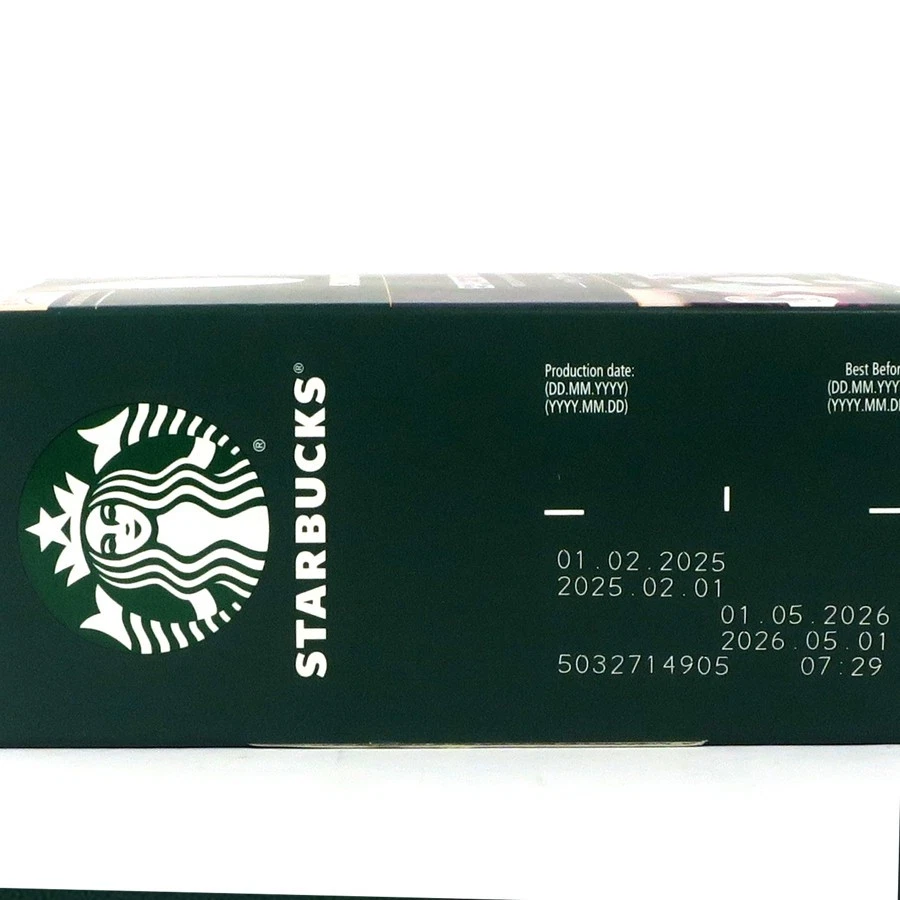 STARBUCKS®
®
Production date:
(DD.MM.YYYY)
(YYYY.MM.DD)
Best Befor
(DD.MM.YYY
(YYYY.MM.D
01.02.2025
2025.02.01
01.05.2026
2026.05.01
5032714905 07:29